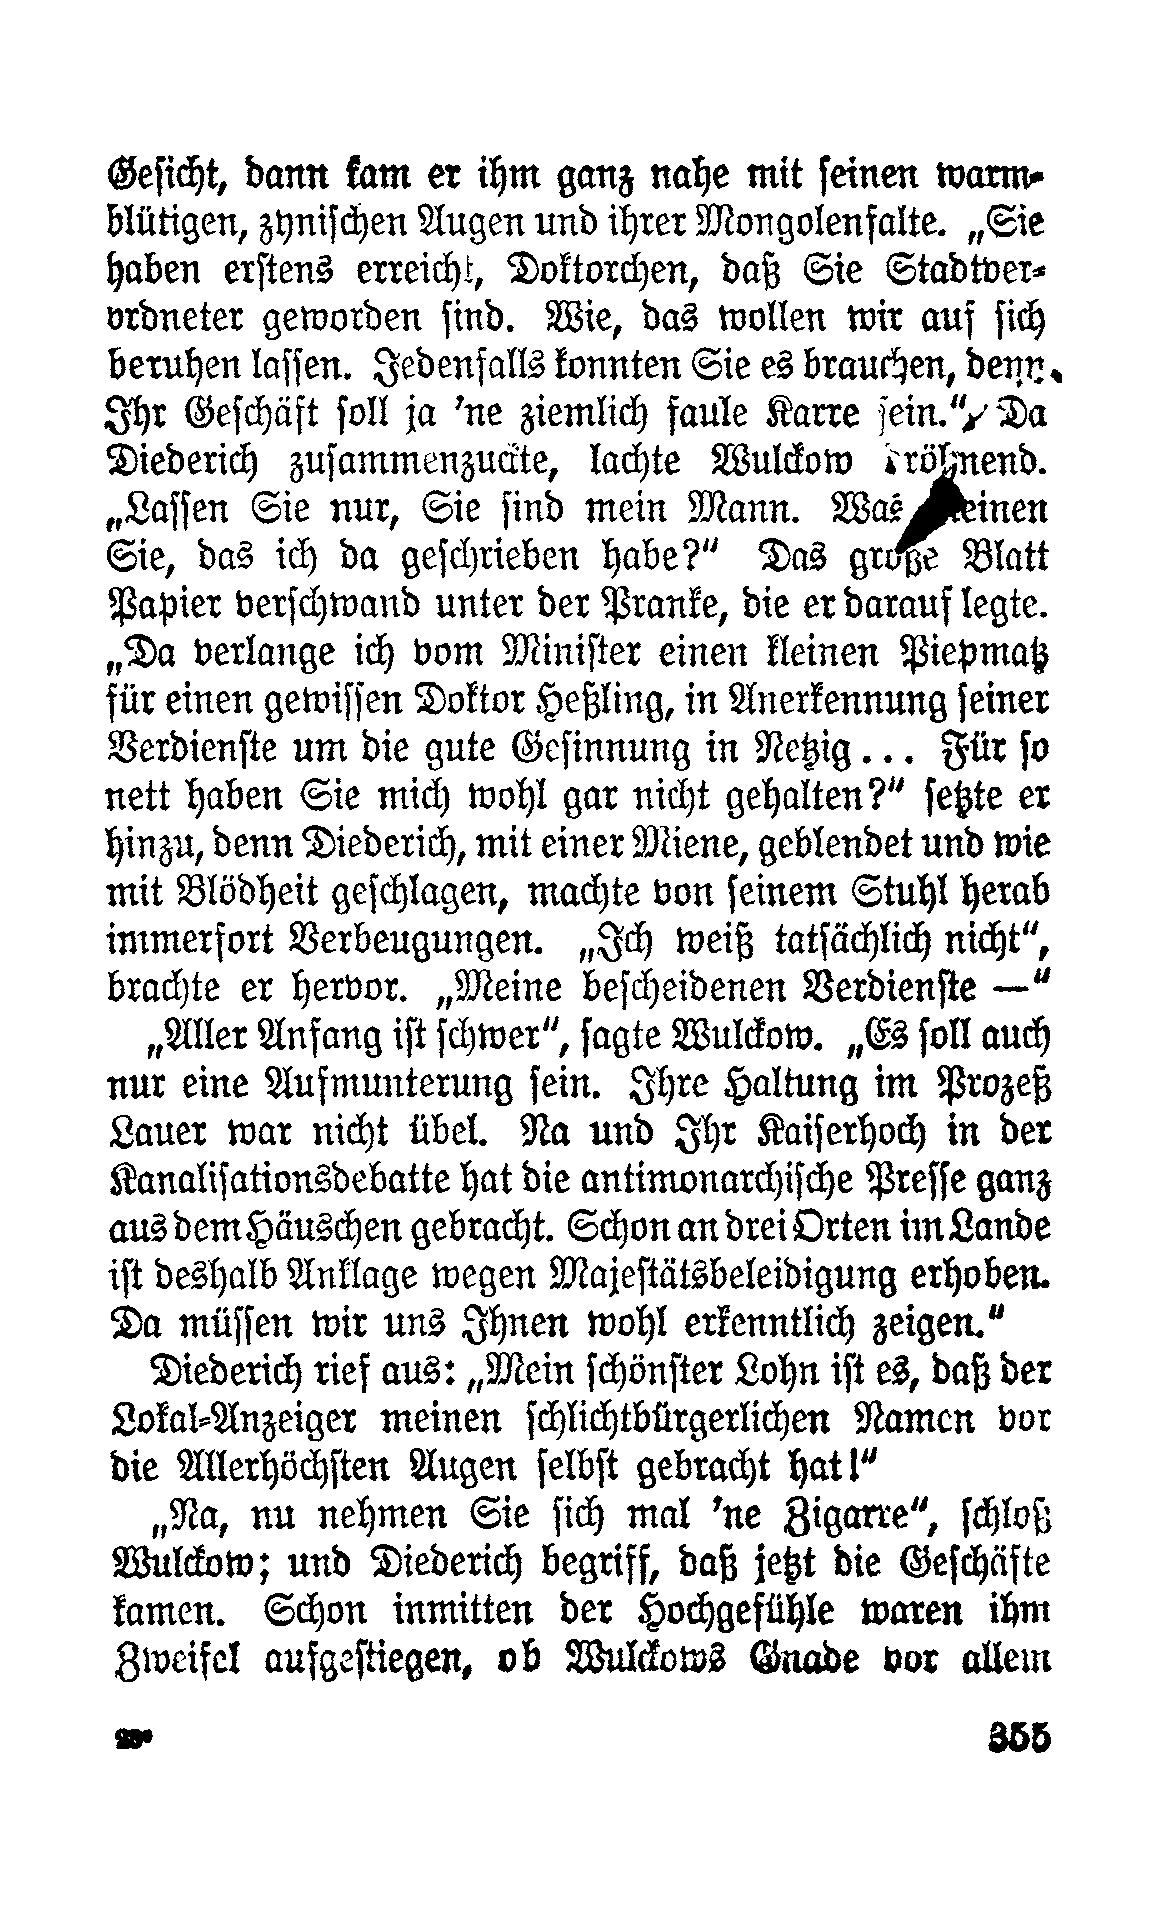 Gesicht, dann kam er ihm ganz nahe mit seinen warm-
blütigen, zynischen Augen und ihrer Mongolenfalte. „Sie
haben erstens erreicht, Doktorchen, daß Sie Stadtver-
ordneter geworden sind. Wie, das wollen wir auf sich
beruhen lassen. Jedenfalls konnten Sie es brauchen, denn
Ihr Geschäft soll ja 'ne ziemlich faule Karre sein.“ Da
Diederich zusammenzuckte, lachte Wulckow dröhnend.
„Lassen Sie nur, Sie sind mein Mann. Was meinen
Sie, das ich da geschrieben habe?“ Das große Blatt
Papier verschwand unter der Pranke, die er darauf legte.
„Da verlange ich vom Minister einen kleinen Piepmatz
für einen gewissen Doktor Heßling, in Anerkennung seiner
Verdienste um die gute Gesinnung in Netzig... Für so
nett haben Sie mich wohl gar nicht gehalten?“ setzte er
hinzu, denn Diederich, mit einer Miene, geblendet und wie
mit Blödheit geschlagen, machte von seinem Stuhl herab
immerfort Verbeugungen. „Ich weiß tatsächlich nicht“,
brachte er hervor. „Meine bescheidenen Verdienste —“
„Aller Anfang ist schwer“, sagte Wulckow. „Es soll auch
nur eine Aufmunterung sein. Ihre Haltung im Prozeß
Lauer war nicht übel. Na und Ihr Kaiserhoch in der
Kanalisationsdebatte hat die antimonarchische Presse ganz
aus dem Häuschen gebracht. Schon an drei Orten im Lande
ist deshalb Anklage wegen Majestätsbeleidigung erhoben.
Da müssen wir uns Ihnen wohl erkenntlich zeigen.“
Diederich rief aus: „Mein schönster Lohn ist es, daß der
Lokal-Anzeiger meinen schlichtbürgerlichen Namen vor
die Allerhöchsten Augen selbst gebracht hat!“
„Na, nu nehmen Sie sich mal 'ne Zigarre“, schloß
Wulckow; und Diederich begriff, daß jetzt die Geschäfte
kamen. Schon inmitten der Hochgefühle waren ihm
Zweifel aufgestiegen, ob Wulckows Gnade vor allem
23*
355